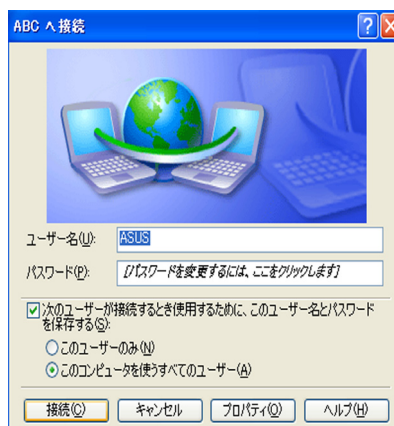 ABC へ接続
ユーザー名(U):
ASUS
パスワード(P):
[パスワードを変更するには、ここをクリックします]
次のユーザーが接続するとき使用するために、このユーザー名とパスワード
を保存する(S):
このユーザーのみ(N)
このコンピュータを使うすべてのユーザー(A)
接続(C) キャンセル プロパティ(O) ヘルプ(H)